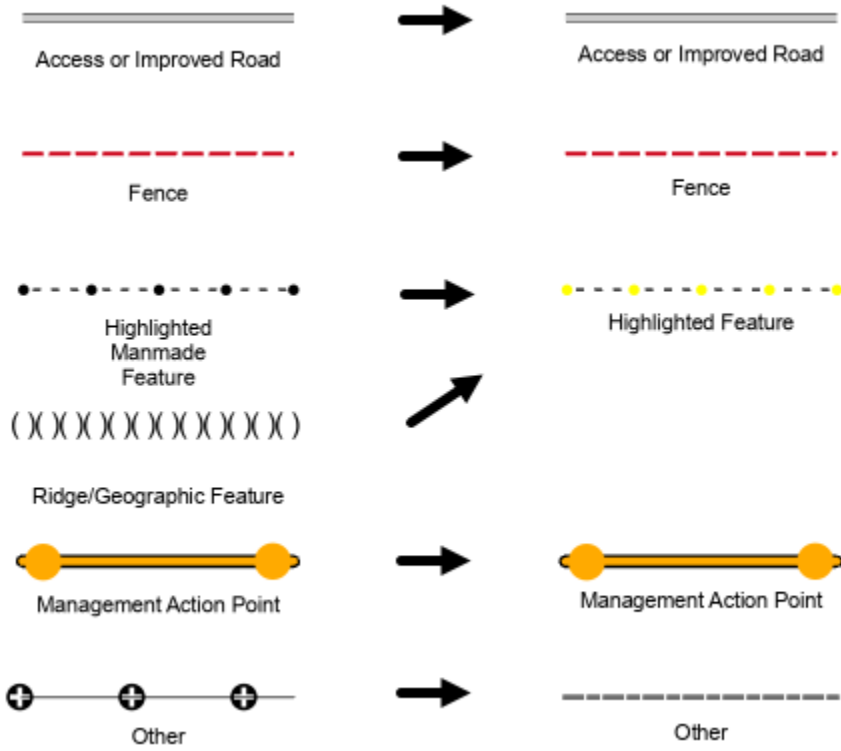 Access or Improved Road
Access or Improved Road
Fence
Fence
Highlighted
Manmade
Feature
Highlighted Feature
Ridge/Geographic Feature
Management Action Point
Management Action Point
Other
Other